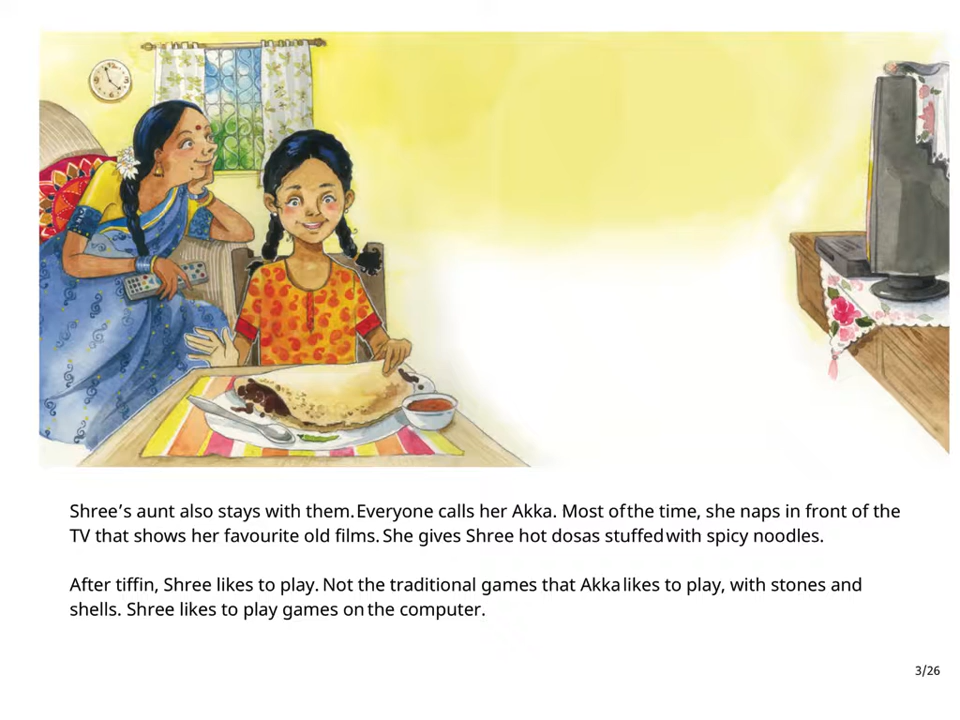 Shree's aunt also stays with them. Everyone calls her Akka. Most of the time, she naps in front of the
TV that shows her favourite old films. She gives Shree hot dosas stuffed with spicy noodles.
After tiffin, Shree likes to play. Not the traditional games that Akka likes to play, with stones and
shells. Shree likes to play games on the computer.
3/26